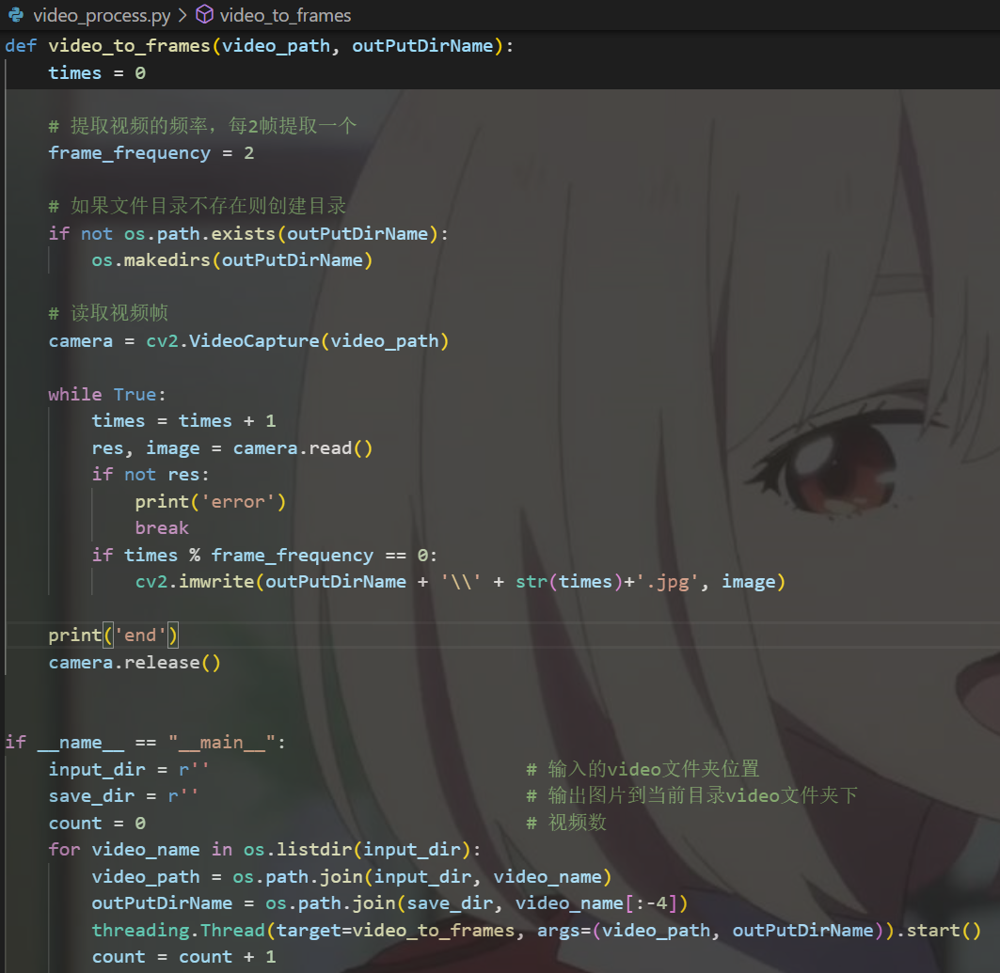 video_process.py > video_to_frames
def video_to_frames(video_path, outPutDirName):
    times = 0
    # 提取视频的频率，每2帧提取一个
    frame_frequency = 2
    # 如果文件目录不存在则创建目录
    if not os.path.exists(outPutDirName):
        os.makedirs(outPutDirName)
    # 读取视频帧
    camera = cv2.VideoCapture(video_path)
    while True:
        times = times + 1
        res, image = camera.read()
        if not res:
            print('error')
            break
        if times % frame_frequency == 0:
            cv2.imwrite(outPutDirName + '\\' + str(times)+'.jpg', image)
    print('end')
    camera.release()
if __name__ == "__main__":
    input_dir = r'' # 输入的video文件夹位置
    save_dir = r'' # 输出图片到当前目录video文件夹下
    count = 0 # 视频数
    for video_name in os.listdir(input_dir):
        video_path = os.path.join(input_dir, video_name)
        outPutDirName = os.path.join(save_dir, video_name[:-4])
        threading.Thread(target=video_to_frames, args=(video_path, outPutDirName)).start()
        count = count + 1